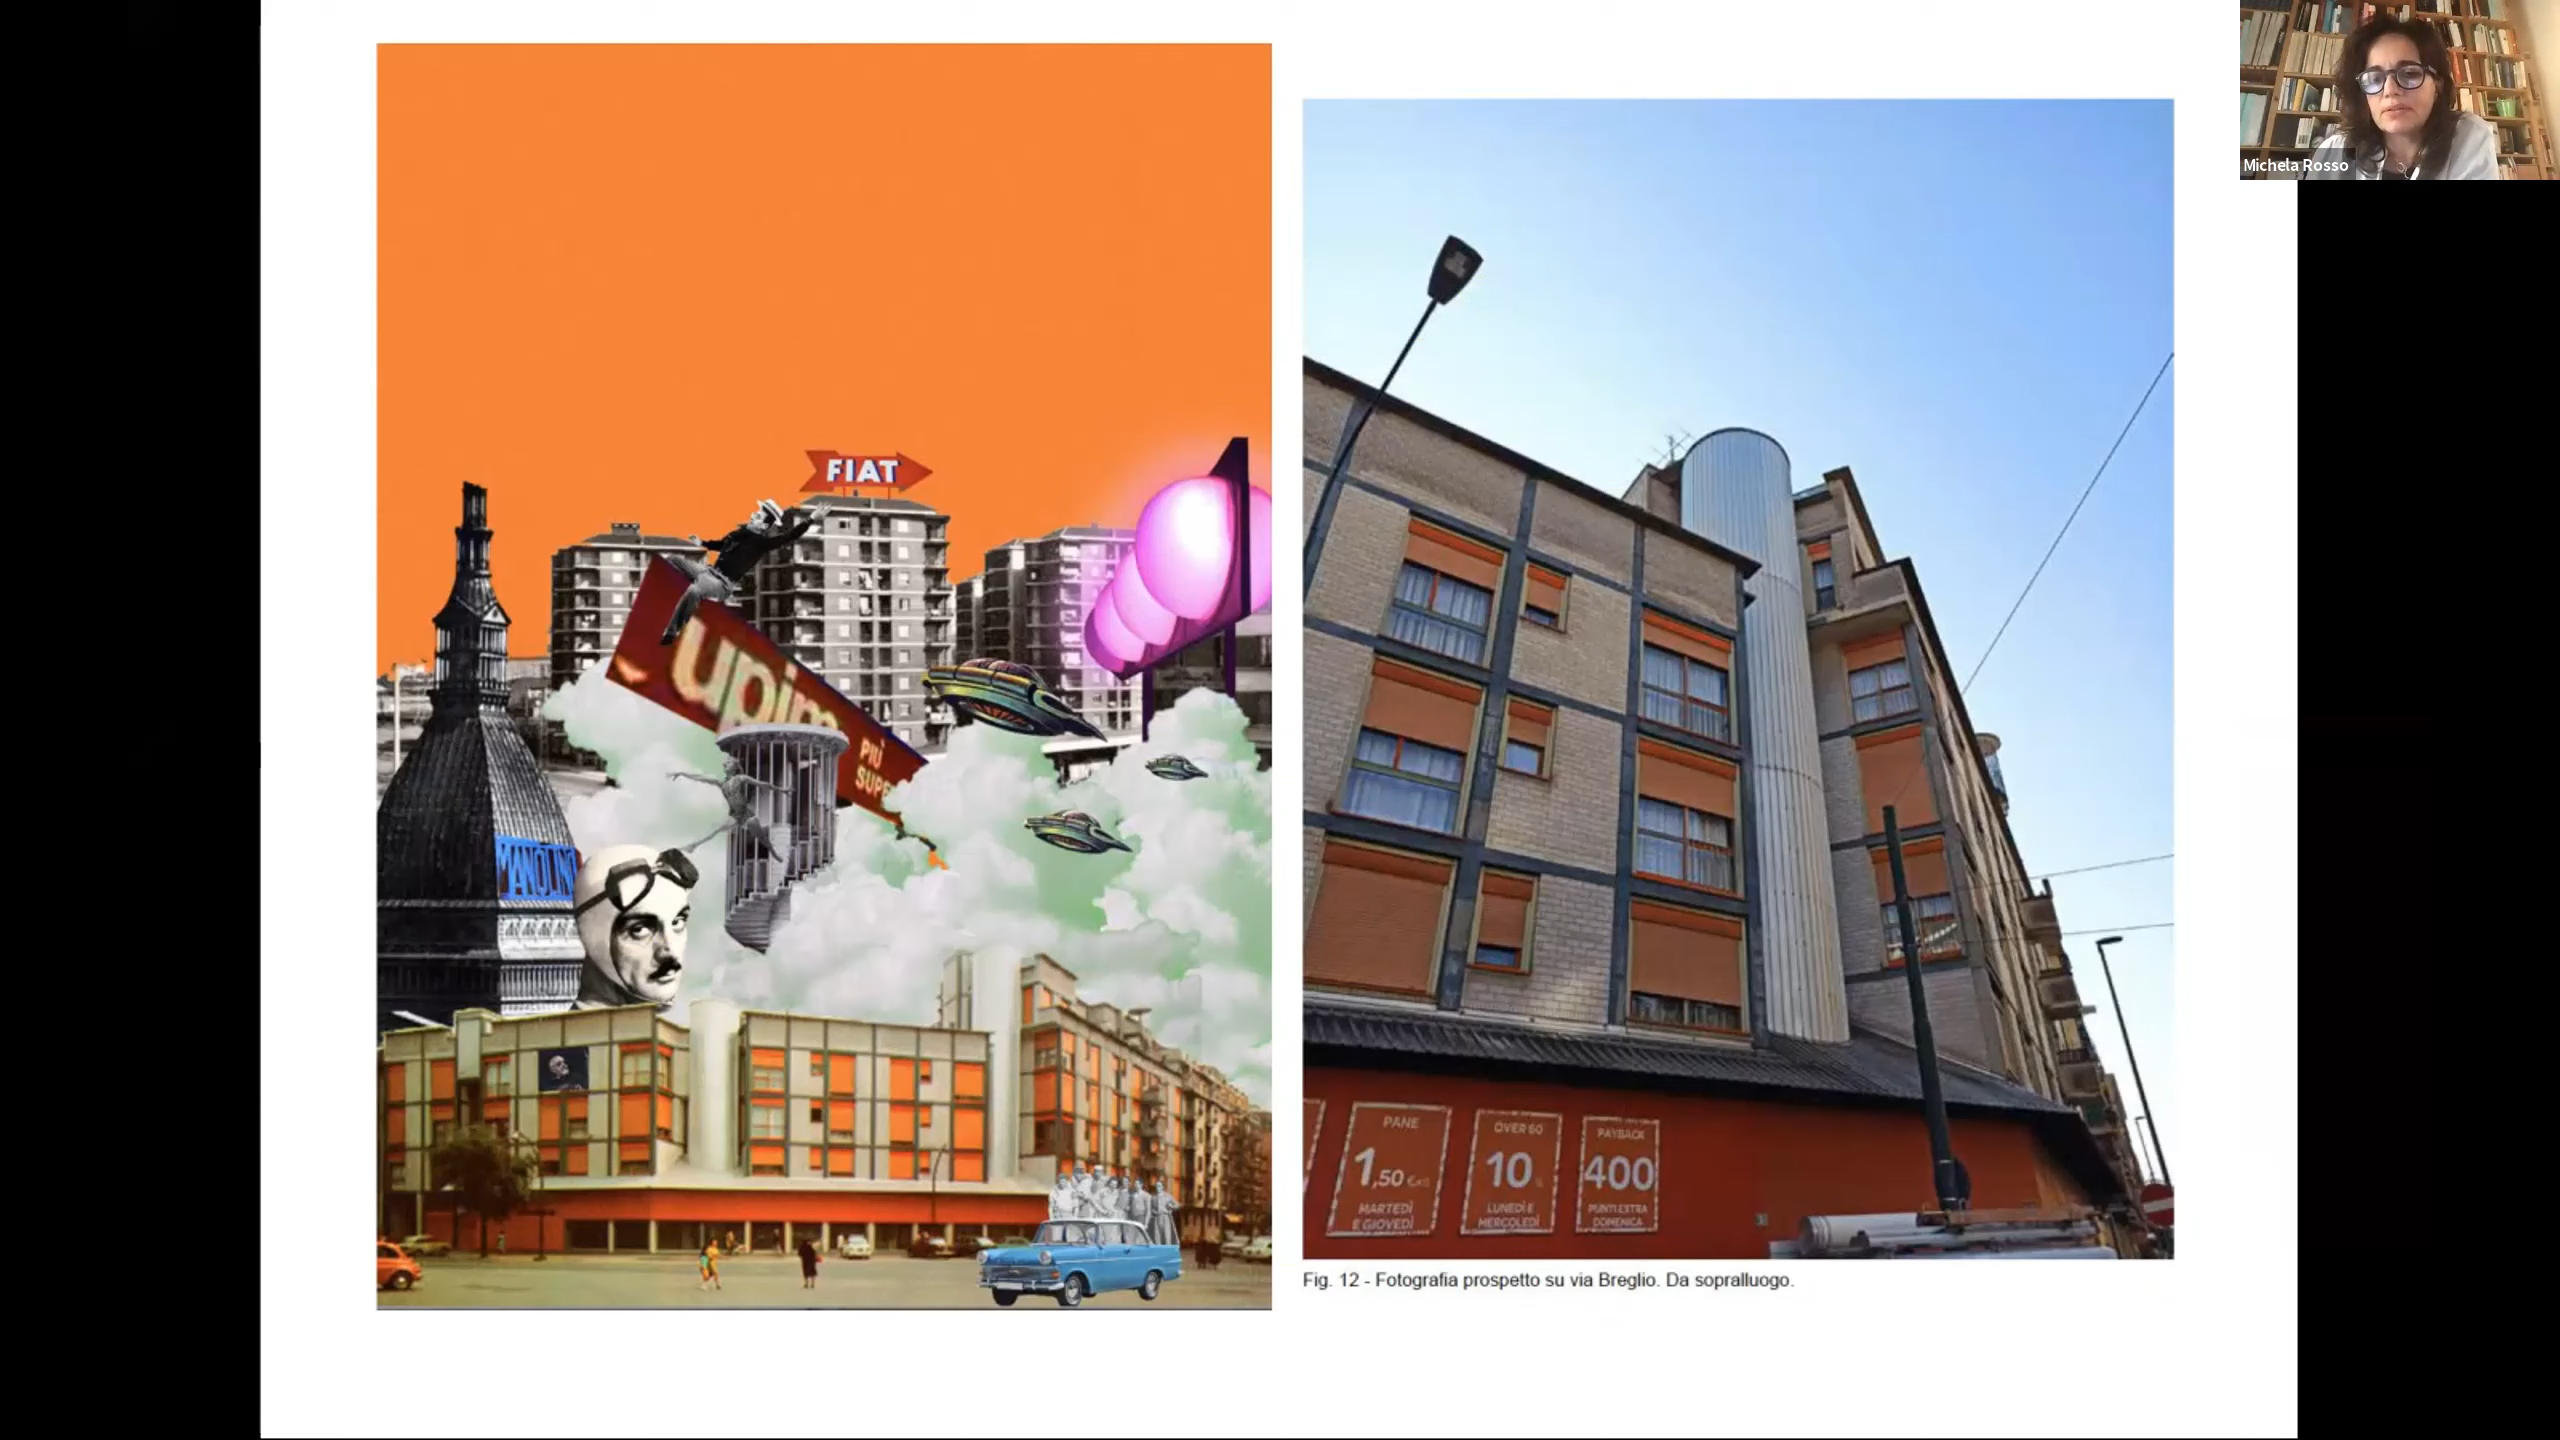 FIAT
upim
PIÙ
SUPE
MANOLINO
PANE
1,50
MARTEDÌ
E GIOVEDÌ
OVER 60
10
LUNEDÌ E
MERCOLEDÌ
PAYBACK
400
PUNTI EXTRA
DOMENICA
Fig. 12 - Fotografia prospetto su via Breglio. Da sopralluogo.
Michela Rosso